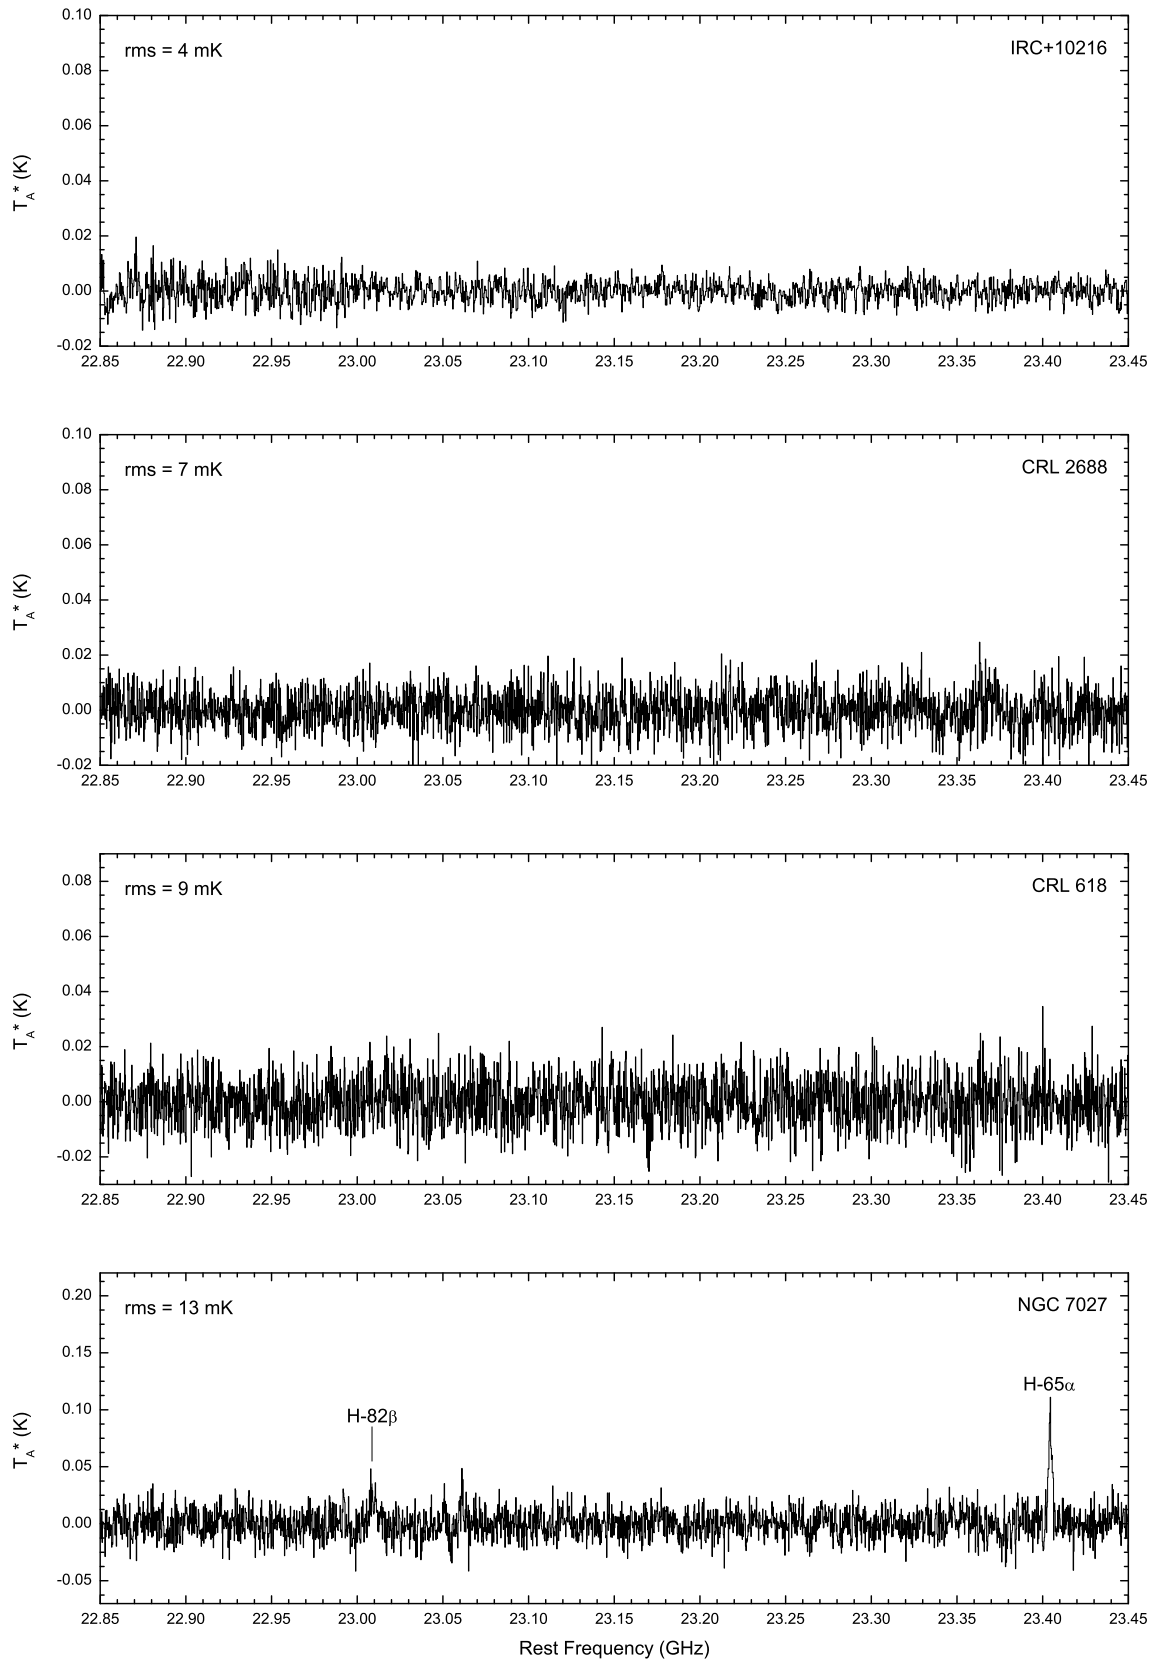 0.10
rms = 4 mK
IRC+10216
0.08
0.06
0.04
0.02
0.00
-0.02
T_A* (K)
22.85 22.90 22.95 23.00 23.05 23.10 23.15 23.20 23.25 23.30 23.35 23.40 23.45
0.10
rms = 7 mK
CRL 2688
0.08
0.06
0.04
0.02
0.00
-0.02
T_A* (K)
22.85 22.90 22.95 23.00 23.05 23.10 23.15 23.20 23.25 23.30 23.35 23.40 23.45
rms = 9 mK
CRL 618
0.08
0.06
0.04
0.02
0.00
-0.02
T_A* (K)
22.85 22.90 22.95 23.00 23.05 23.10 23.15 23.20 23.25 23.30 23.35 23.40 23.45
rms = 13 mK
NGC 7027
0.20
0.15
0.10
0.05
0.00
-0.05
T_A* (K)
H-65α
H-82β
22.85 22.90 22.95 23.00 23.05 23.10 23.15 23.20 23.25 23.30 23.35 23.40 23.45
Rest Frequency (GHz)